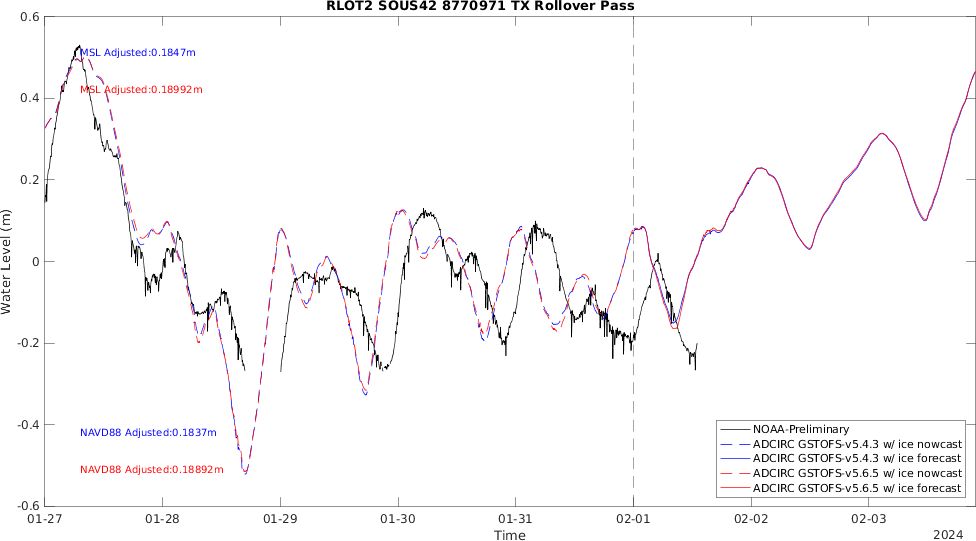 RLOT2 SOUS42 8770971 TX Rollover Pass
0.6
0.4
0.2
0
-0.2
-0.4
-0.6
Water Level (m)
MSL Adjusted:0.1847m
MSL Adjusted:0.18992m
NAVD88 Adjusted:0.1837m
NAVD88 Adjusted:0.18892m
NOAA-Preliminary
ADCIRC GSTOFS-v5.4.3 w/ ice nowcast
ADCIRC GSTOFS-v5.4.3 w/ ice forecast
ADCIRC GSTOFS-v5.6.5 w/ ice nowcast
ADCIRC GSTOFS-v5.6.5 w/ ice forecast
01-27 01-28 01-29 01-30 01-31 02-01 02-02 02-03
Time
2024